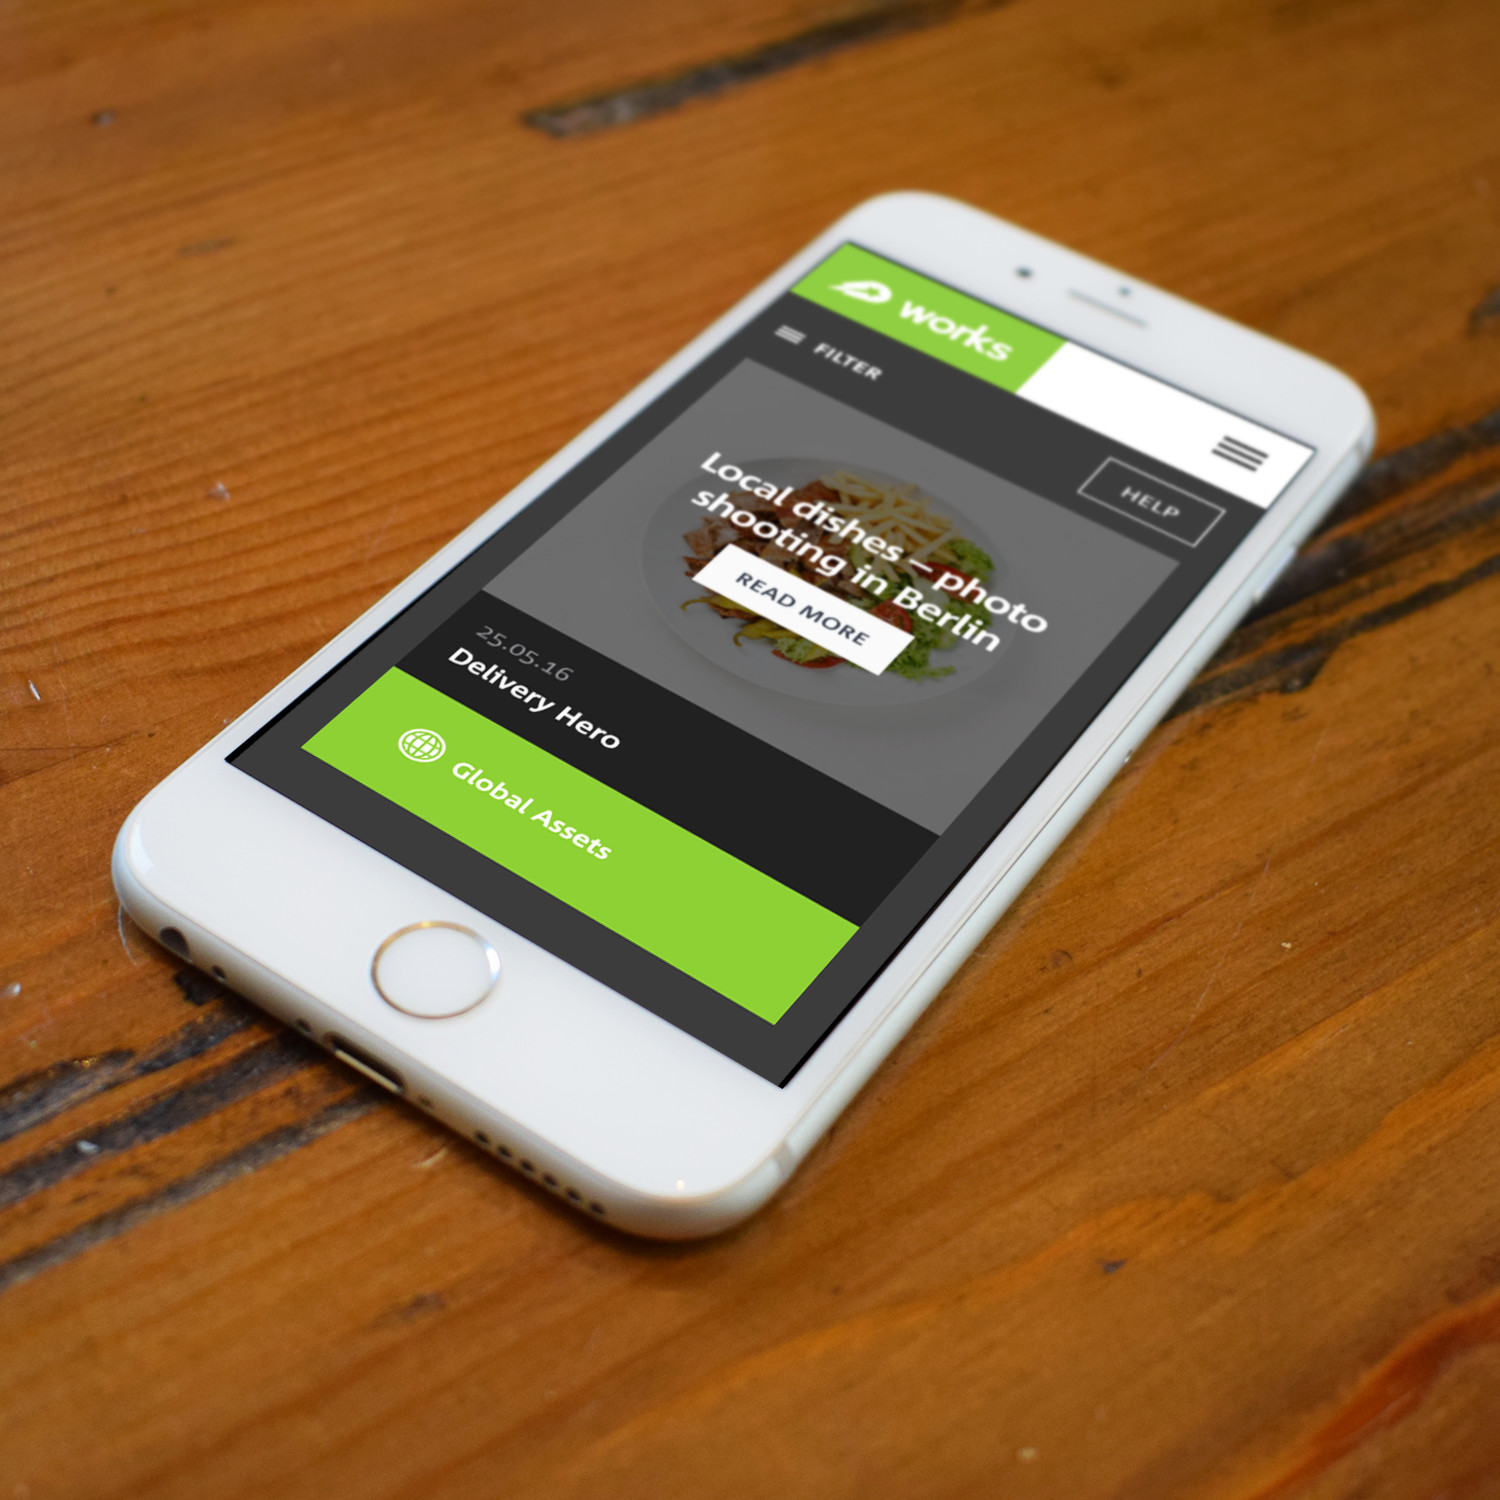 works
FILTER
HELP
Local dishes – photo
shooting in Berlin
READ MORE
25.05.16
Delivery Hero
Global Assets